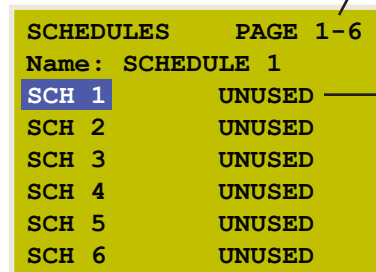 SCHEDULES PAGE 1-6
Name: SCHEDULE 1
SCH 1 UNUSED
SCH 2 UNUSED
SCH 3 UNUSED
SCH 4 UNUSED
SCH 5 UNUSED
SCH 6 UNUSED